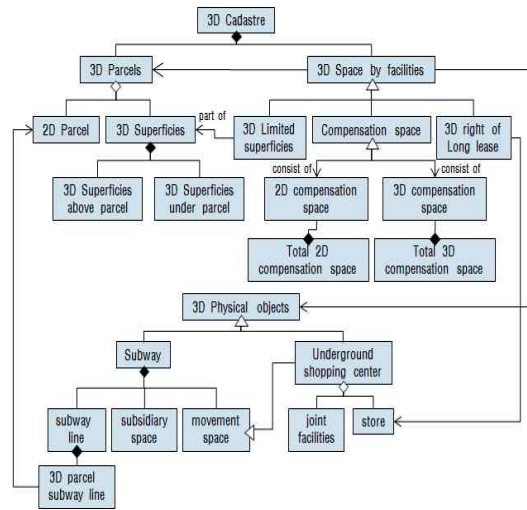 3D Cadastre
3D Parcels
3D Space by facilities
2D Parcel
3D Superficies
part of
3D Limited
superficies
Compensation space
3D right of
Long lease
3D Superficies
above parcel
3D Superficies
under parcel
consist of
consist of
2D compensation
space
3D compensation
space
Total 2D
compensation space
Total 3D
compensation space
3D Physical objects
Subway
Underground
shopping center
subway
line
subsidiary
space
movement
space
joint
facilities
store
3D parcel
subway line